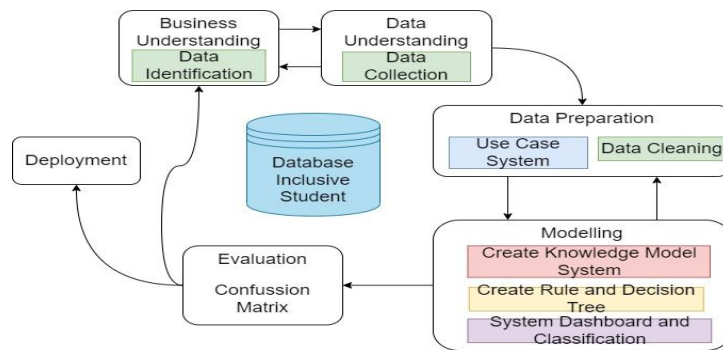 Business
Understanding
Data
Identification
Data
Understanding
Data
Collection
Data Preparation
Use Case
System
Data Cleaning
Database
Inclusive
Student
Deployment
Modelling
Create Knowledge Model
System
Create Rule and Decision
Tree
System Dashboard and
Classification
Evaluation
Confussion
Matrix